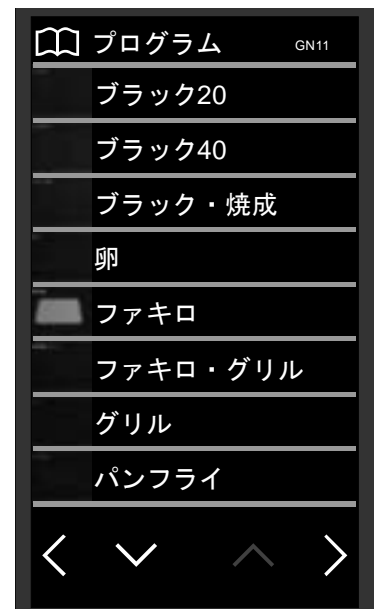 プログラム GN11
ブラック20
ブラック40
ブラック・焼成
卵
ファキロ
ファキロ・グリル
グリル
パンフライ